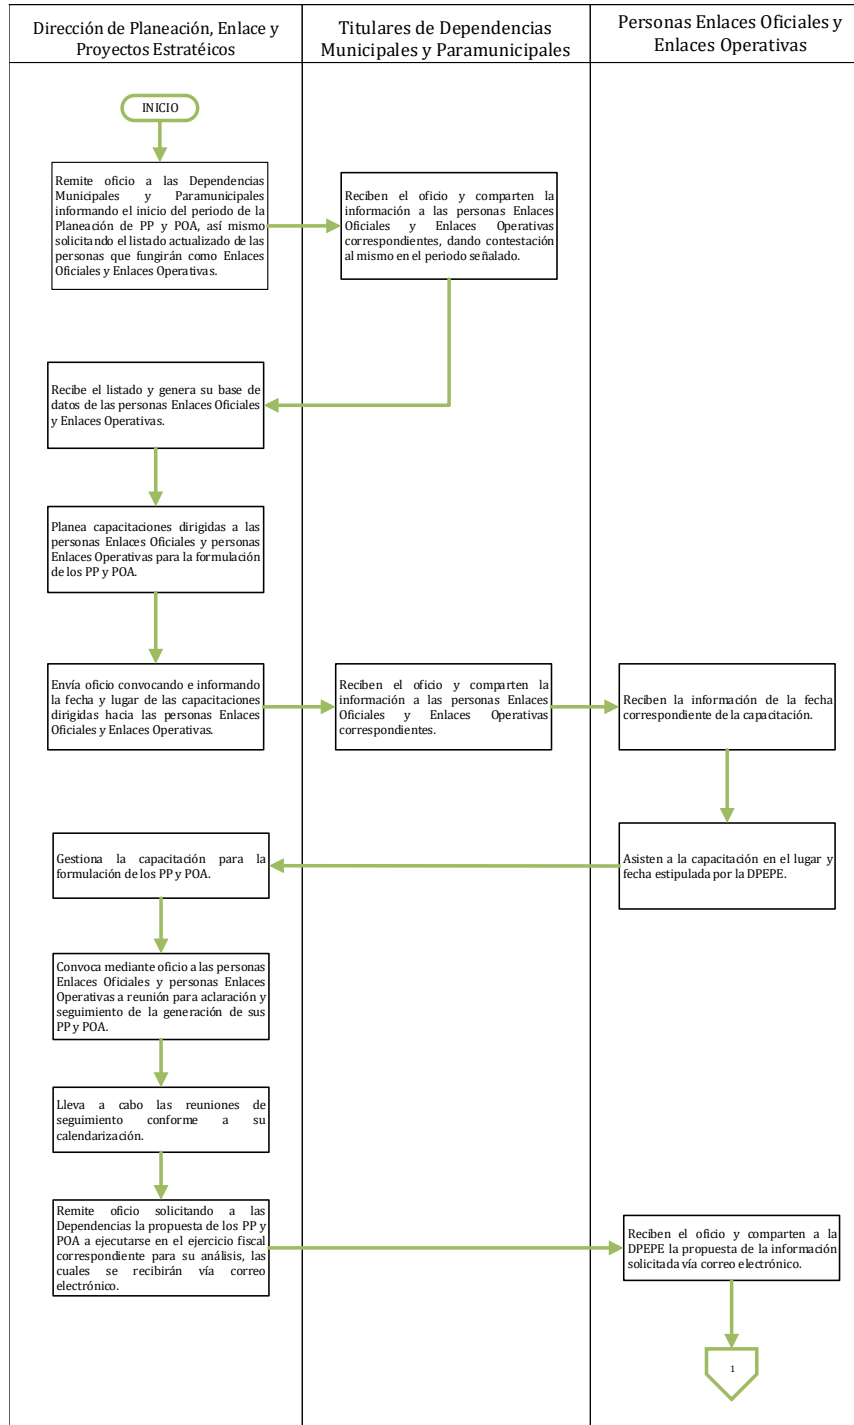 Dirección de Planeación, Enlace y
Proyectos Estratéicos
Titulares de Dependencias
Municipales y Paramunicipales
Personas Enlaces Oficiales y
Enlaces Operativas
INICIO
Remite oficio a las Dependencias
Municipales y Paramunicipales
informando el inicio del periodo de la
Planeación de PP y POA, así mismo
solicitando el listado actualizado de las
personas que fungirán como Enlaces
Oficiales y Enlaces Operativas.
Reciben el oficio y comparten la
información a las personas Enlaces
Oficiales y Enlaces Operativas
correspondientes, dando contestación
al mismo en el periodo señalado.
Recibe el listado y genera su base de
datos de las personas Enlaces Oficiales
y Enlaces Operativas.
Planea capacitaciones dirigidas a las
personas Enlaces Oficiales y personas
Enlaces Operativas para la formulación
de los PP y POA.
Envía oficio convocando e informando
la fecha y lugar de las capacitaciones
dirigidas hacia las personas Enlaces
Oficiales y Enlaces Operativas.
Reciben el oficio y comparten la
información a las personas Enlaces
Oficiales y Enlaces Operativas
correspondientes.
Reciben la información de la fecha
correspondiente de la capacitación.
Gestiona la capacitación para la
formulación de los PP y POA.
Asisten a la capacitación en el lugar y
fecha estipulada por la DPEPE.
Convoca mediante oficio a las personas
Enlaces Oficiales y personas Enlaces
Operativas a reunión para aclaración y
seguimiento de la generación de sus
PP y POA.
Lleva a cabo las reuniones de
seguimiento conforme a su
calendarización.
Remite oficio solicitando a las
Dependencias la propuesta de los PP y
POA a ejecutarse en el ejercicio fiscal
correspondiente para su análisis, las
cuales se recibirán vía correo
electrónico.
Reciben el oficio y comparten a la
DPEPE la propuesta de la información
solicitada vía correo electrónico.
1